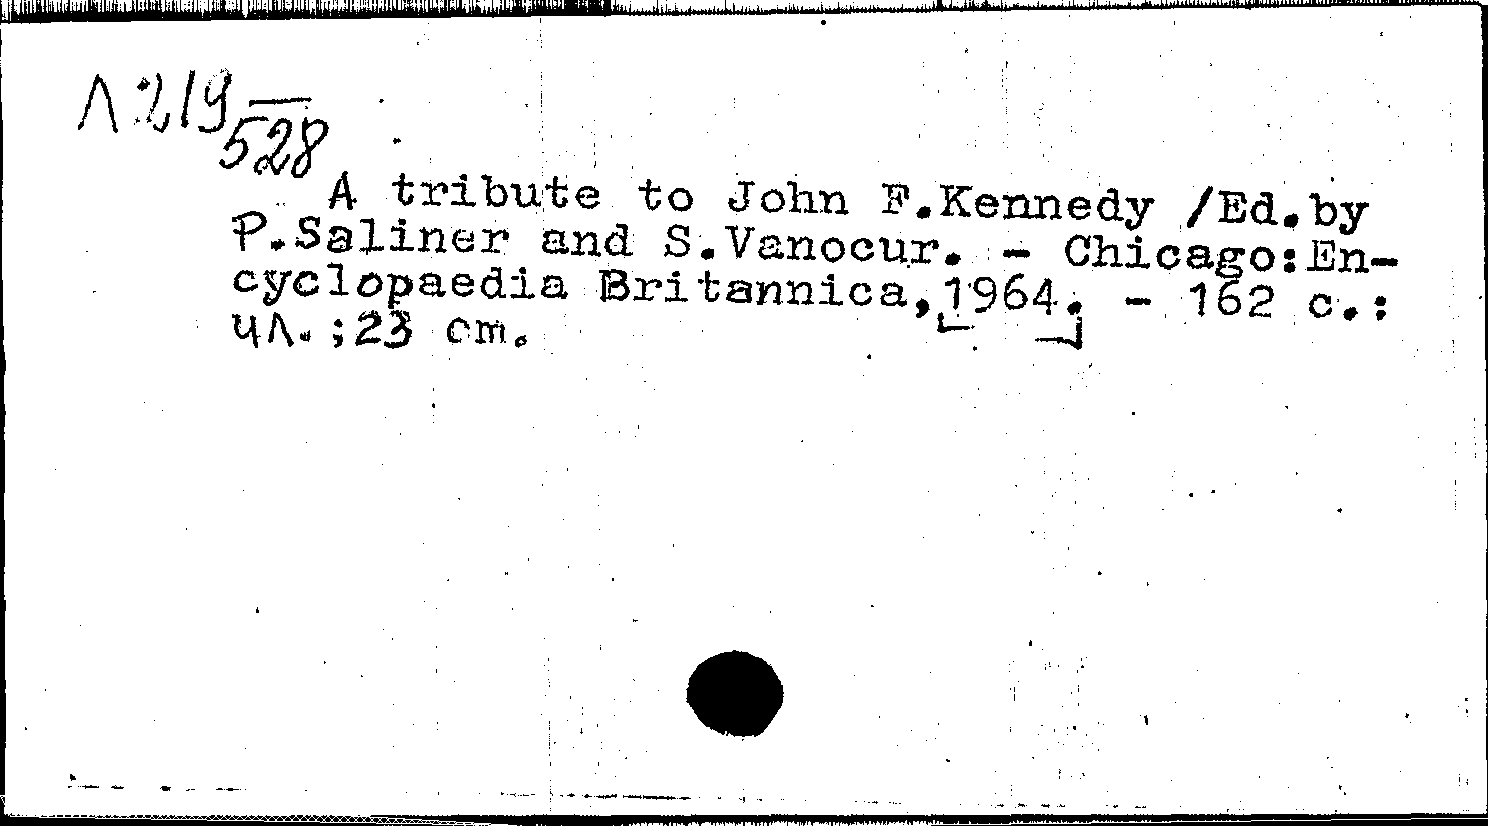 Л 219
528
A tribute to John F.Kennedy /Ed.by
P.Saliner and S.Vanocur. – Chicago:En-
cyclopaedia Britannica,[1964]. – 162 с.:
ил.;23 cm.